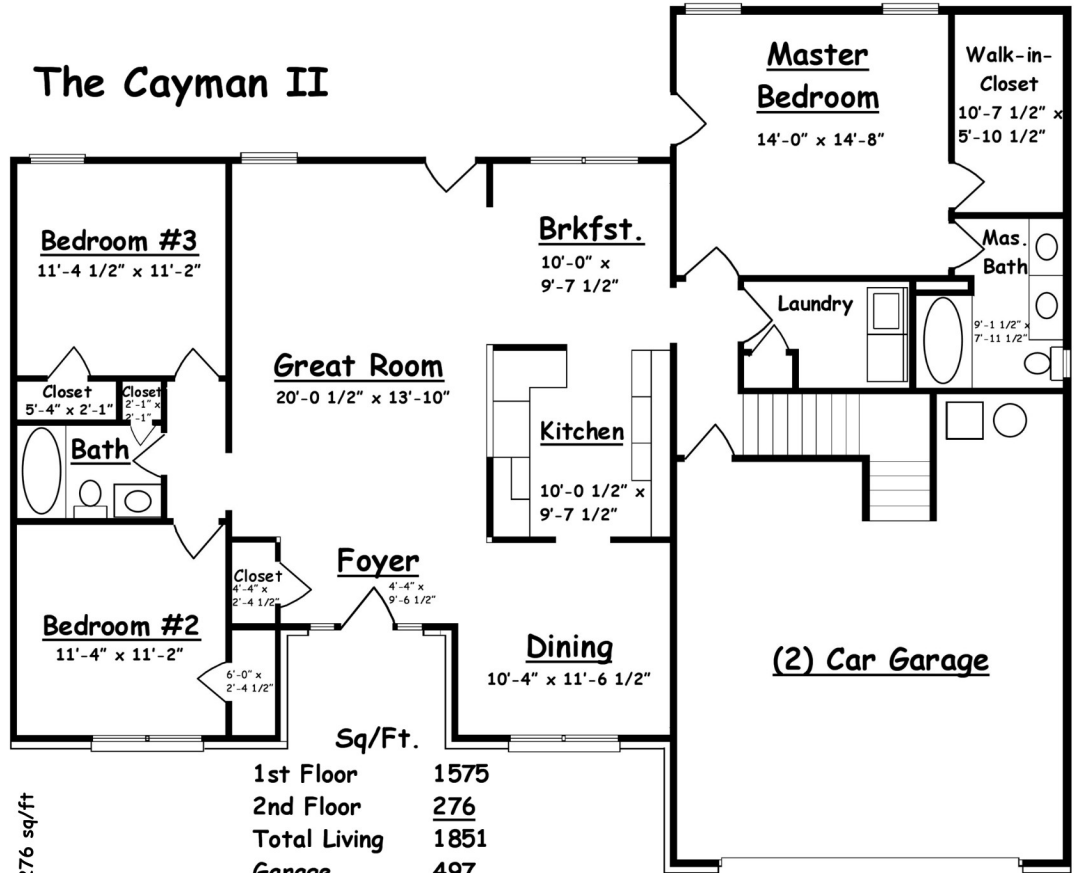 The Cayman II
Master
Bedroom
14'-0" x 14'-8"
Walk-in-
Closet
10'-7 1/2" x
5'-10 1/2"
Bedroom #3
11'-4 1/2" x 11'-2"
Brkfst.
10'-0" x
9'-7 1/2"
Mas.
Bath
9'-1 1/2" x
7'-11 1/2"
Laundry
Great Room
20'-0 1/2" x 13'-10"
Closet
5'-4" x 2'-1"
Closet
2'-1" x
2'-1"
Bath
Kitchen
10'-0 1/2" x
9'-7 1/2"
Foyer
4'-4" x
9'-6 1/2"
Closet
4'-4" x
2'-4 1/2"
Bedroom #2
11'-4" x 11'-2"
6'-0" x
2'-4 1/2"
Dining
10'-4" x 11'-6 1/2"
(2) Car Garage
Sq/Ft.
1st Floor 1575
2nd Floor 276
Total Living 1851
Garage 497
276 sq/ft